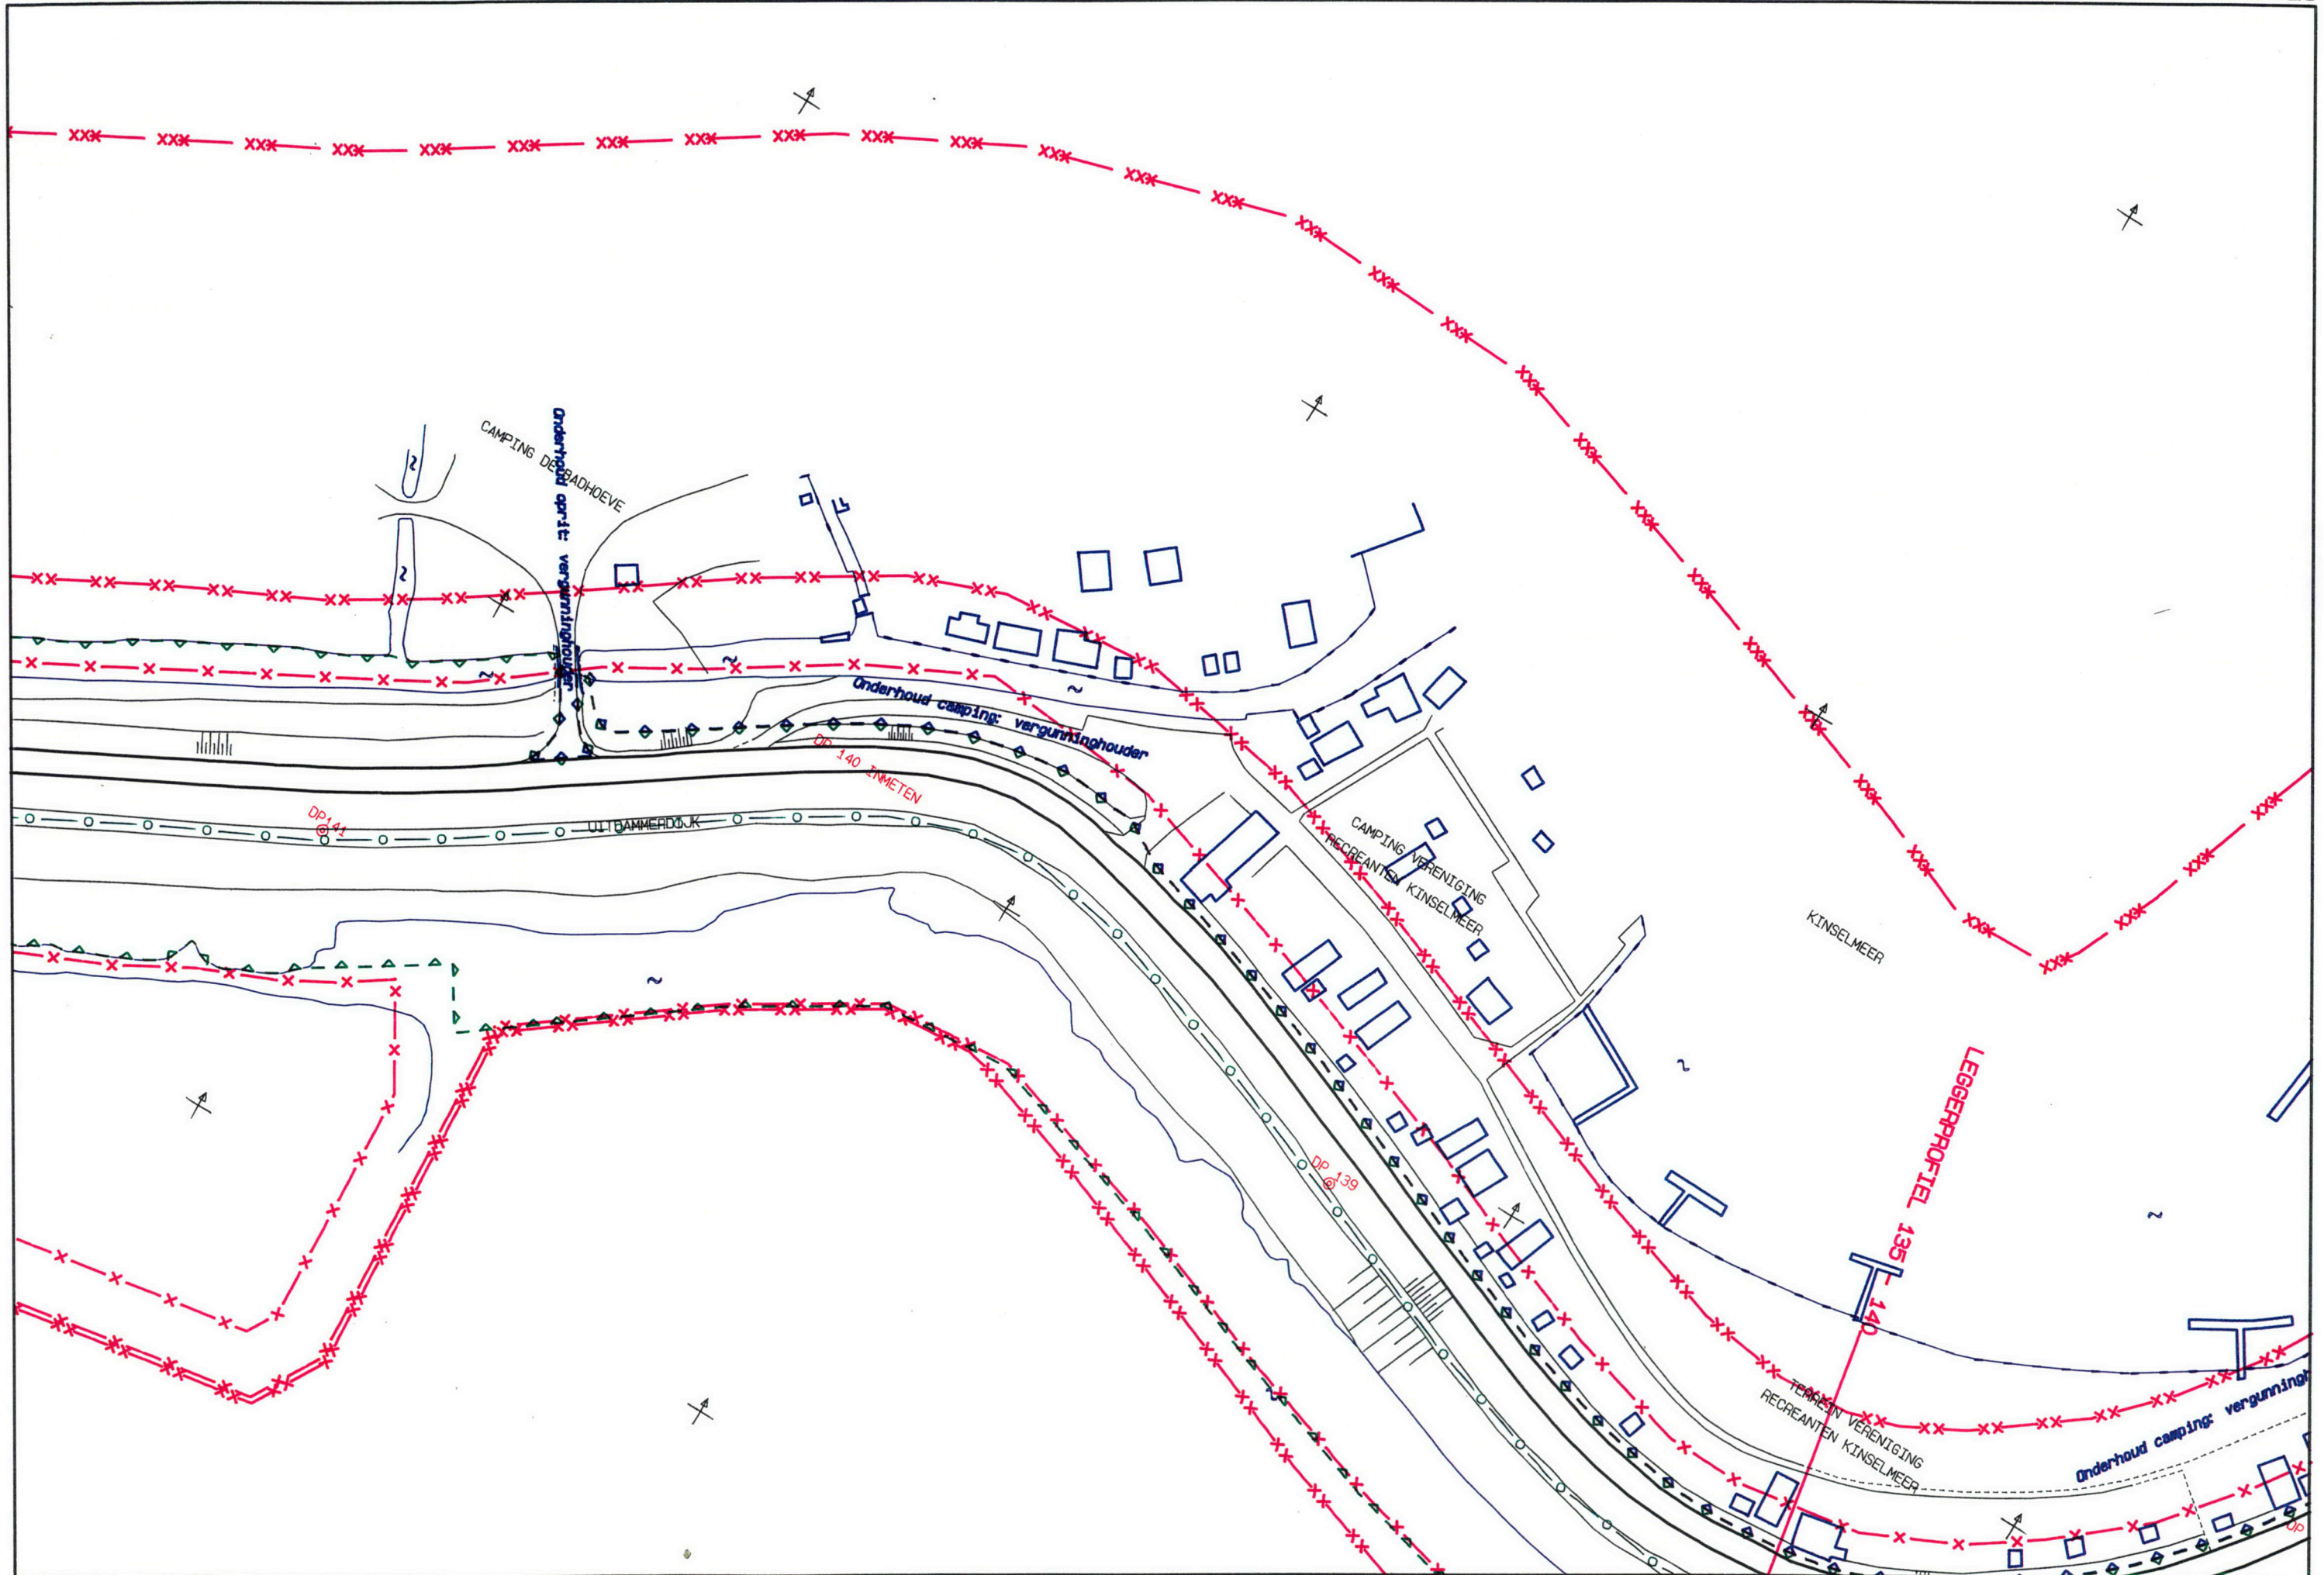 CAMPING DE BADHOEVE
Onderhoud oprit: vergunninghouder
Onderhoud camping: vergunninghouder
DP 140 INMETEN
DP141
UITDAMMERDIJK
CAMPING VERENIGING
RECREANTEN KINSELMEER
KINSELMEER
LEGGERPROFIEL 135-140
DP 139
TERREIN VERENIGING
RECREANTEN KINSELMEER
Onderhoud camping: vergunningh
DP